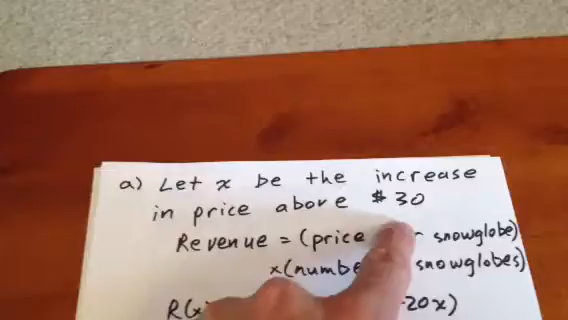 a) Let x be the increase
in price above $30
Revenue = (price snowglobe)
x(numbe snowglobes)
R(x 20x)